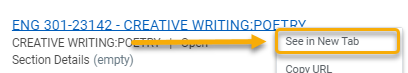 ENG 301-23142 - CREATIVE WRITING:POETRY
CREATIVE WRITING:POETRY | Open
See in New Tab
Section Details (empty)
Copy URL